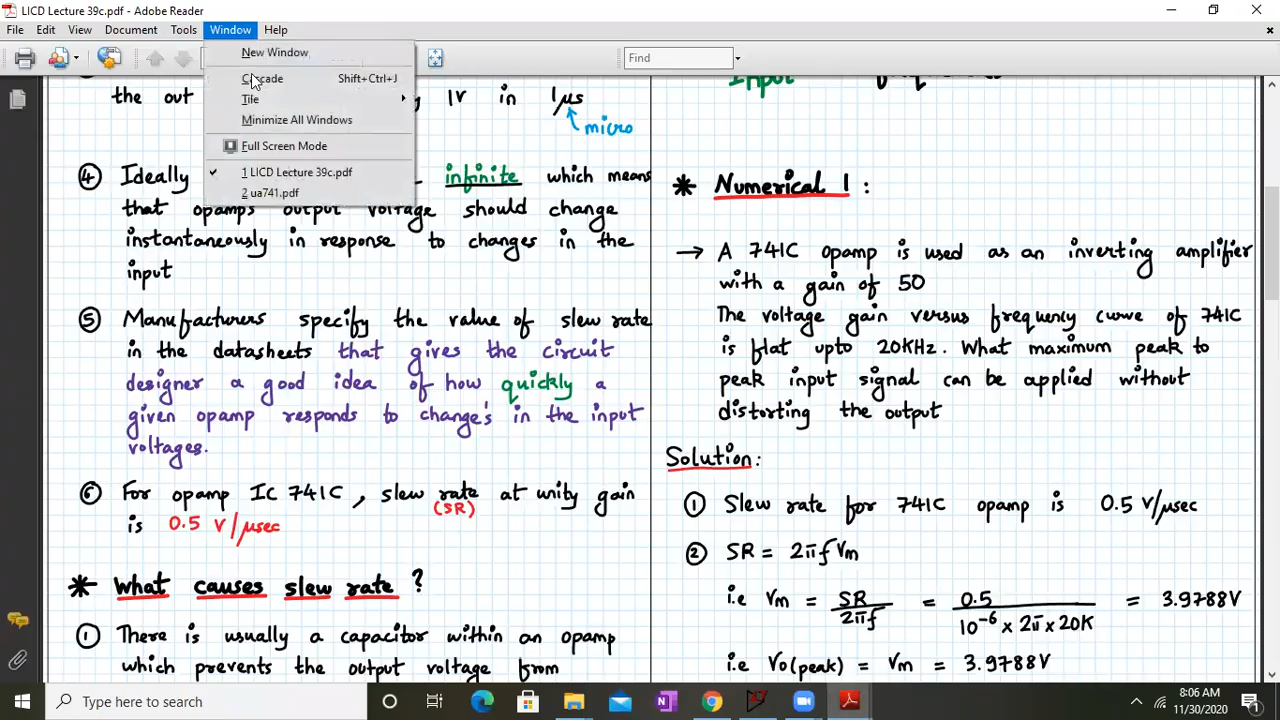 LICD Lecture 39c.pdf - Adobe Reader
File Edit View Document Tools Window Help
New Window
Cascade Shift+Ctrl+J
Tile
Minimize All Windows
Full Screen Mode
1 LICD Lecture 39c.pdf
2 ua741.pdf
Find
the out 1V in 1μs
micro
④ Ideally infinite which means
that opamp's output voltage should change
instantaneously in response to changes in the
input
⑤ Manufacturers specify the value of slew rate
in the datasheets that gives the circuit
designer a good idea of how quickly a
given opamp responds to change's in the input
voltages.
⑥ For opamp IC 741C, slew rate at unity gain
(SR)
is 0.5 V/μsec
* What causes slew rate ?
① There is usually a capacitor within an opamp
which prevents the output voltage from
Input
* Numerical 1 :
→ A 741C opamp is used as an inverting amplifier
with a gain of 50
The voltage gain versus frequency curve of 741C
is flat upto 20KHz. What maximum peak to
peak input signal can be applied without
distorting the output
Solution:
① Slew rate for 741C opamp is 0.5 V/μsec
② SR = 2πfVm
i.e Vm = SR / 2πf = 0.5 / 10⁻⁶ x 2π x 20K = 3.9788V
i.e Vo(peak) = Vm = 3.9788V
Type here to search
8:06 AM
11/30/2020